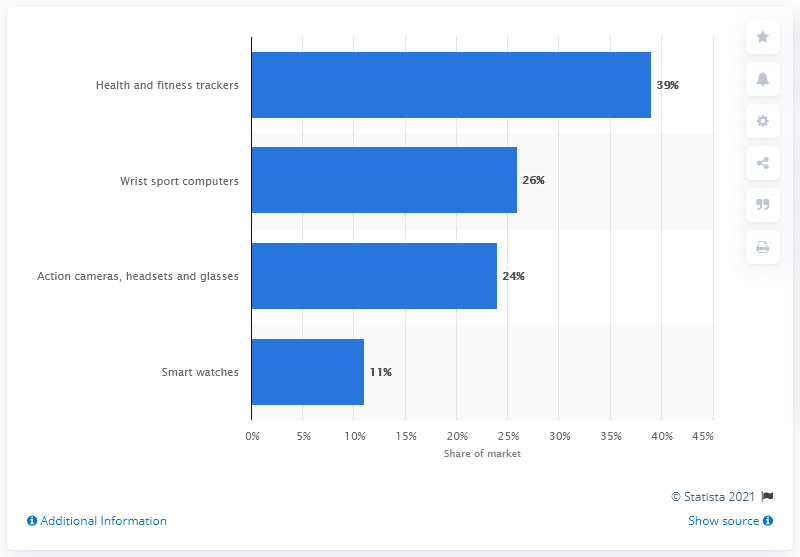 Health and fitness trackers
39%
Wrist sport computers
26%
Action cameras, headsets and glasses
24%
Smart watches
11%
0% 5% 10% 15% 20% 25% 30% 35% 40% 45%
Share of market
© Statista 2021
Additional Information
Show source